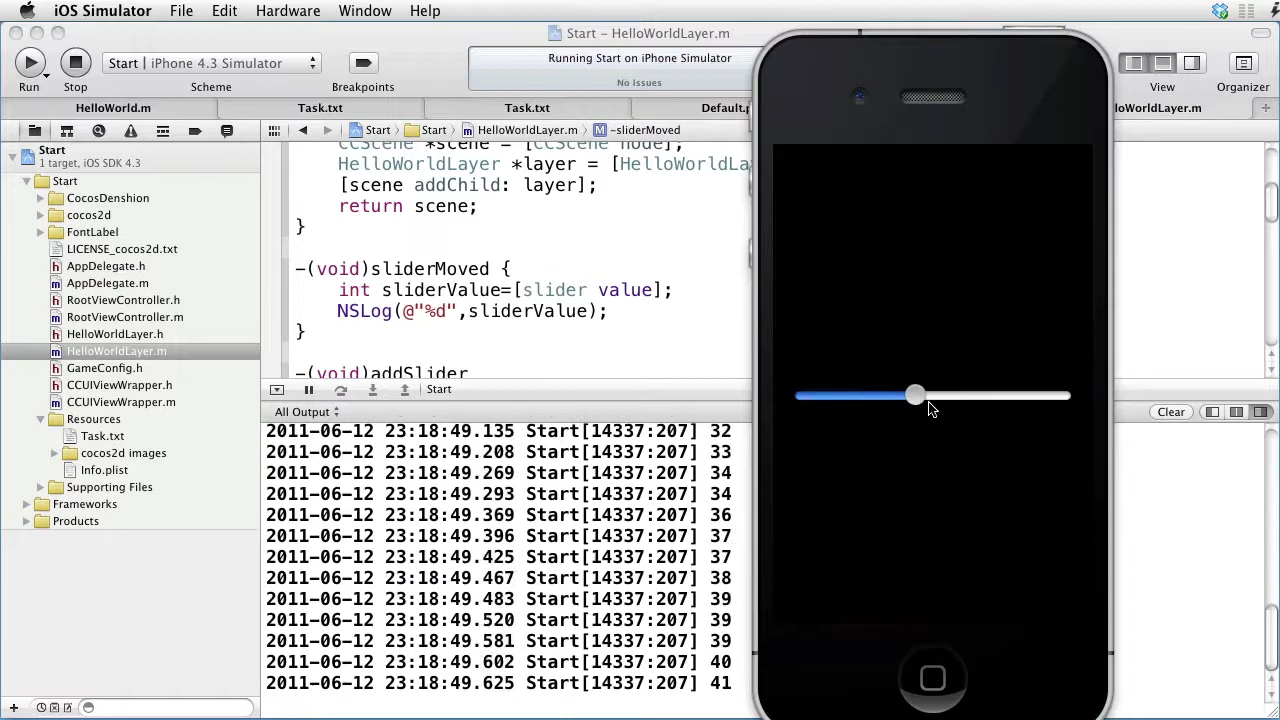 iOS Simulator File Edit Hardware Window Help
Start – HelloWorldLayer.m
Run Stop
Start | iPhone 4.3 Simulator
Scheme
Breakpoints
Running Start on iPhone Simulator
No Issues
View
Organizer
HelloWorld.m
Task.txt
Task.txt
Default.
loWorldLayer.m
Start
Start
HelloWorldLayer.m
-sliderMoved
Start
1 target, iOS SDK 4.3
Start
CocosDenshion
cocos2d
FontLabel
LICENSE_cocos2d.txt
AppDelegate.h
AppDelegate.m
RootViewController.h
RootViewController.m
HelloWorldLayer.h
HelloWorldLayer.m
GameConfig.h
CCUIViewWrapper.h
CCUIViewWrapper.m
Resources
Task.txt
cocos2d images
Info.plist
Supporting Files
Frameworks
Products
CCScene *scene = [CCScene node];
HelloWorldLayer *layer = [HelloWorldLa
[scene addChild: layer];
return scene;
}
-(void)sliderMoved {
int sliderValue=[slider value];
NSLog(@"%d",sliderValue);
}
-(void)addSlider
Start
All Output
Clear
2011-06-12 23:18:49.135 Start[14337:207] 32
2011-06-12 23:18:49.208 Start[14337:207] 33
2011-06-12 23:18:49.269 Start[14337:207] 34
2011-06-12 23:18:49.293 Start[14337:207] 34
2011-06-12 23:18:49.369 Start[14337:207] 36
2011-06-12 23:18:49.396 Start[14337:207] 37
2011-06-12 23:18:49.425 Start[14337:207] 37
2011-06-12 23:18:49.467 Start[14337:207] 38
2011-06-12 23:18:49.483 Start[14337:207] 39
2011-06-12 23:18:49.520 Start[14337:207] 39
2011-06-12 23:18:49.581 Start[14337:207] 39
2011-06-12 23:18:49.602 Start[14337:207] 40
2011-06-12 23:18:49.625 Start[14337:207] 41